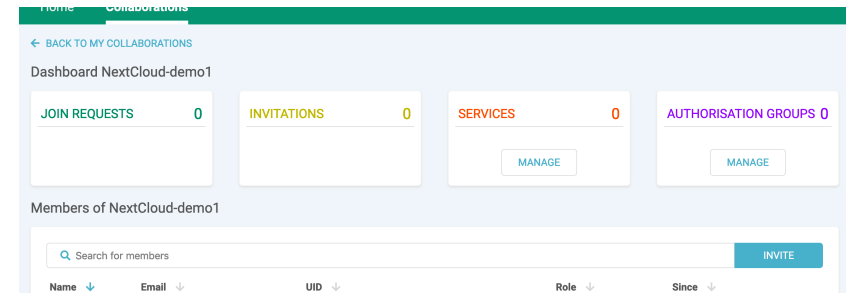 Home Collaborations
← BACK TO MY COLLABORATIONS
Dashboard NextCloud-demo1
JOIN REQUESTS 0 INVITATIONS 0 SERVICES 0 AUTHORISATION GROUPS 0
MANAGE MANAGE
Members of NextCloud-demo1
Search for members INVITE
Name ↓ Email ↓ UID ↓ Role ↓ Since ↓